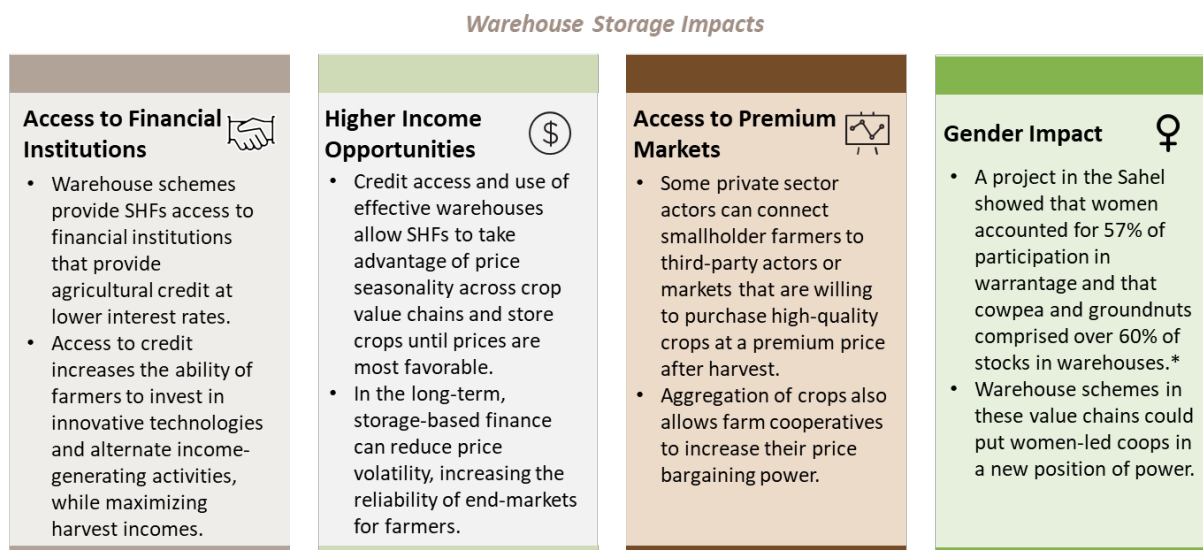 Warehouse Storage Impacts
Access to Financial
Institutions
• Warehouse schemes
provide SHFs access to
financial institutions
that provide
agricultural credit at
lower interest rates.
• Access to credit
increases the ability of
farmers to invest in
innovative technologies
and alternate income-
generating activities,
while maximizing
harvest incomes.
Higher Income
Opportunities
$
• Credit access and use of
effective warehouses
allow SHFs to take
advantage of price
seasonality across crop
value chains and store
crops until prices are
most favorable.
• In the long-term,
storage-based finance
can reduce price
volatility, increasing the
reliability of end-markets
for farmers.
Access to Premium
Markets
• Some private sector
actors can connect
smallholder farmers to
third-party actors or
markets that are willing
to purchase high-quality
crops at a premium price
after harvest.
• Aggregation of crops also
allows farm cooperatives
to increase their price
bargaining power.
Gender Impact
• A project in the Sahel
showed that women
accounted for 57% of
participation in
warrantage and that
cowpea and groundnuts
comprised over 60% of
stocks in warehouses.*
• Warehouse schemes in
these value chains could
put women-led coops in
a new position of power.